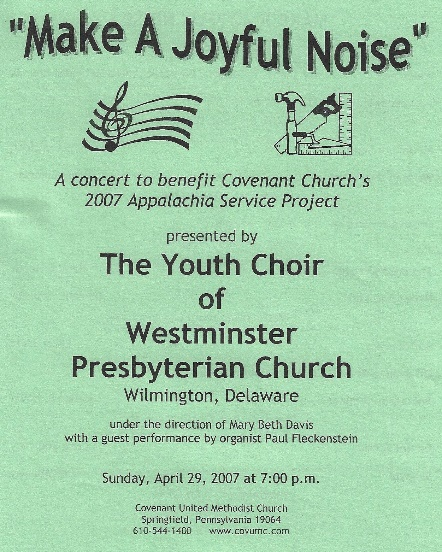 "Make A Joyful Noise"
A concert to benefit Covenant Church's
2007 Appalachia Service Project
presented by
The Youth Choir
of
Westminster
Presbyterian Church
Wilmington, Delaware
under the direction of Mary Beth Davis
with a guest performance by organist Paul Fleckenstein
Sunday, April 29, 2007 at 7:00 p.m.
Covenant United Methodist Church
Springfield, Pennsylvania 19064
610-544-1400 www.covumc.com